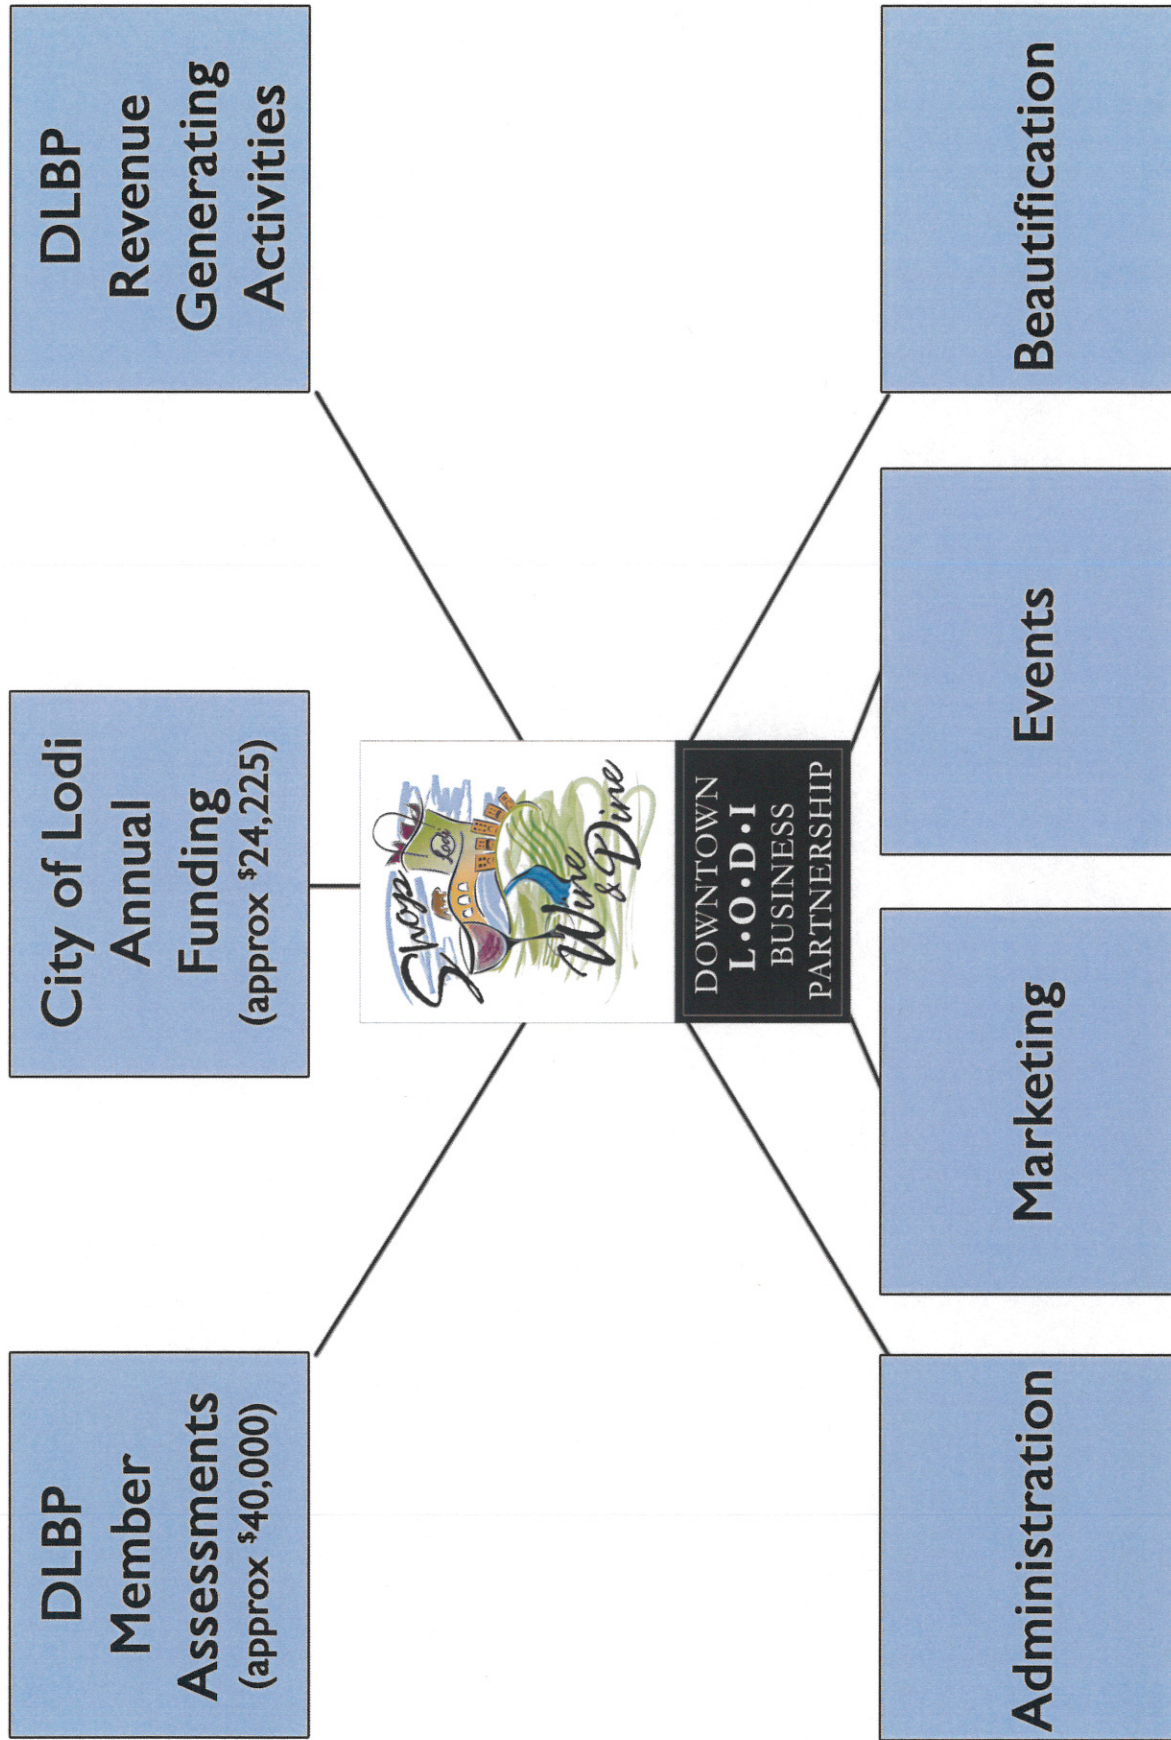 DLBP
Member
Assessments
(approx $40,000)
City of Lodi
Annual
Funding
(approx $24,225)
DLBP
Revenue
Generating
Activities
Shop
Lodi
Wine
& Dine
DOWNTOWN
L•O•D•I
BUSINESS
PARTNERSHIP
Administration
Marketing
Events
Beautification